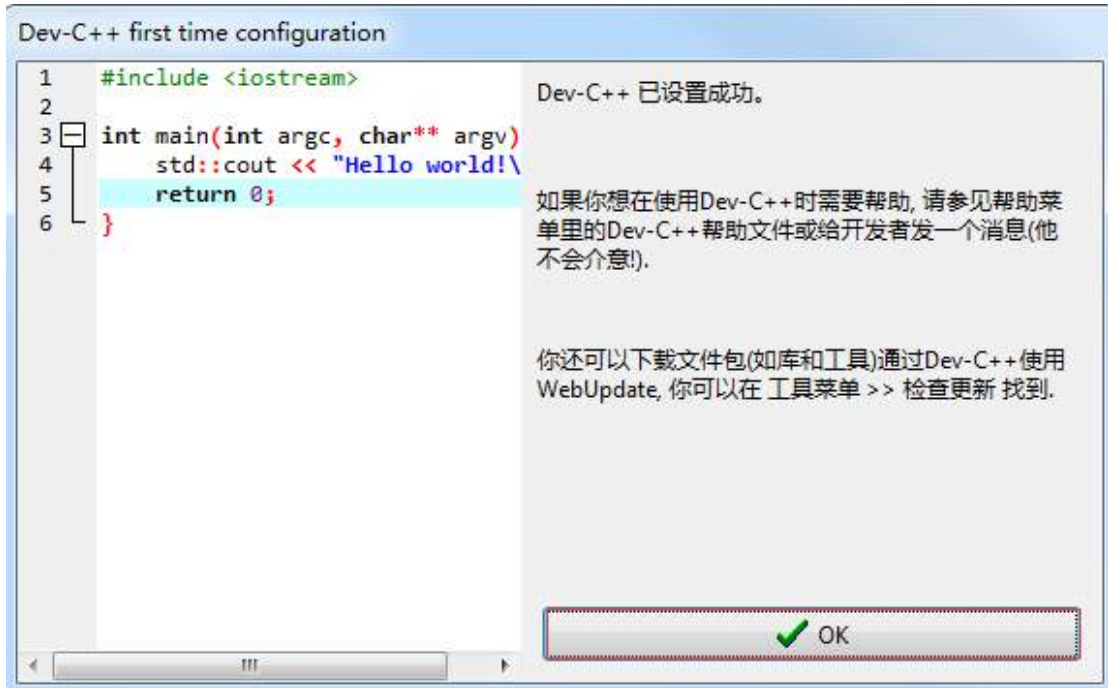 Dev-C++ first time configuration
1 #include <iostream>
2
3 int main(int argc, char** argv)
4 std::cout << "Hello world!\
5 return 0;
6 }
Dev-C++ 已设置成功。
如果你想在使用Dev-C++时需要帮助, 请参见帮助菜
单里的Dev-C++帮助文件或给开发者发一个消息(他
不会介意!).
你还可以下载文件包(如库和工具)通过Dev-C++使用
WebUpdate, 你可以在 工具菜单 >> 检查更新 找到.
OK